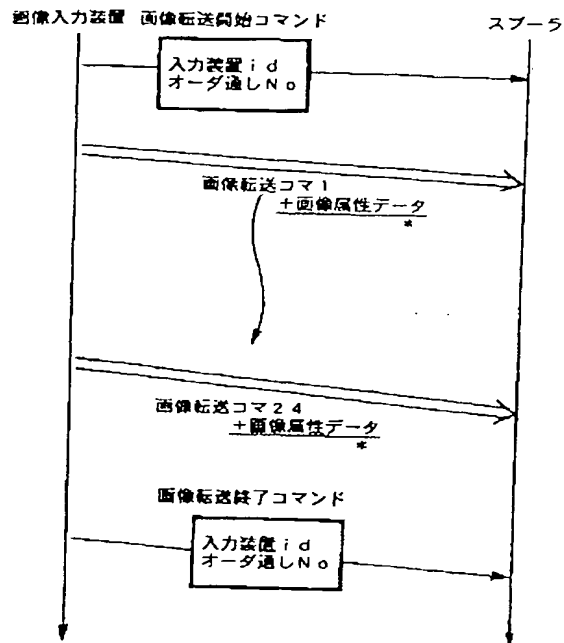 画像入力装置 画像転送開始コマンド
スプーラ
入力装置id
オーダ通しNo
画像転送コマ1
+画像属性データ
*
画像転送コマ24
+画像属性データ
*
画像転送終了コマンド
入力装置id
オーダ通しNo